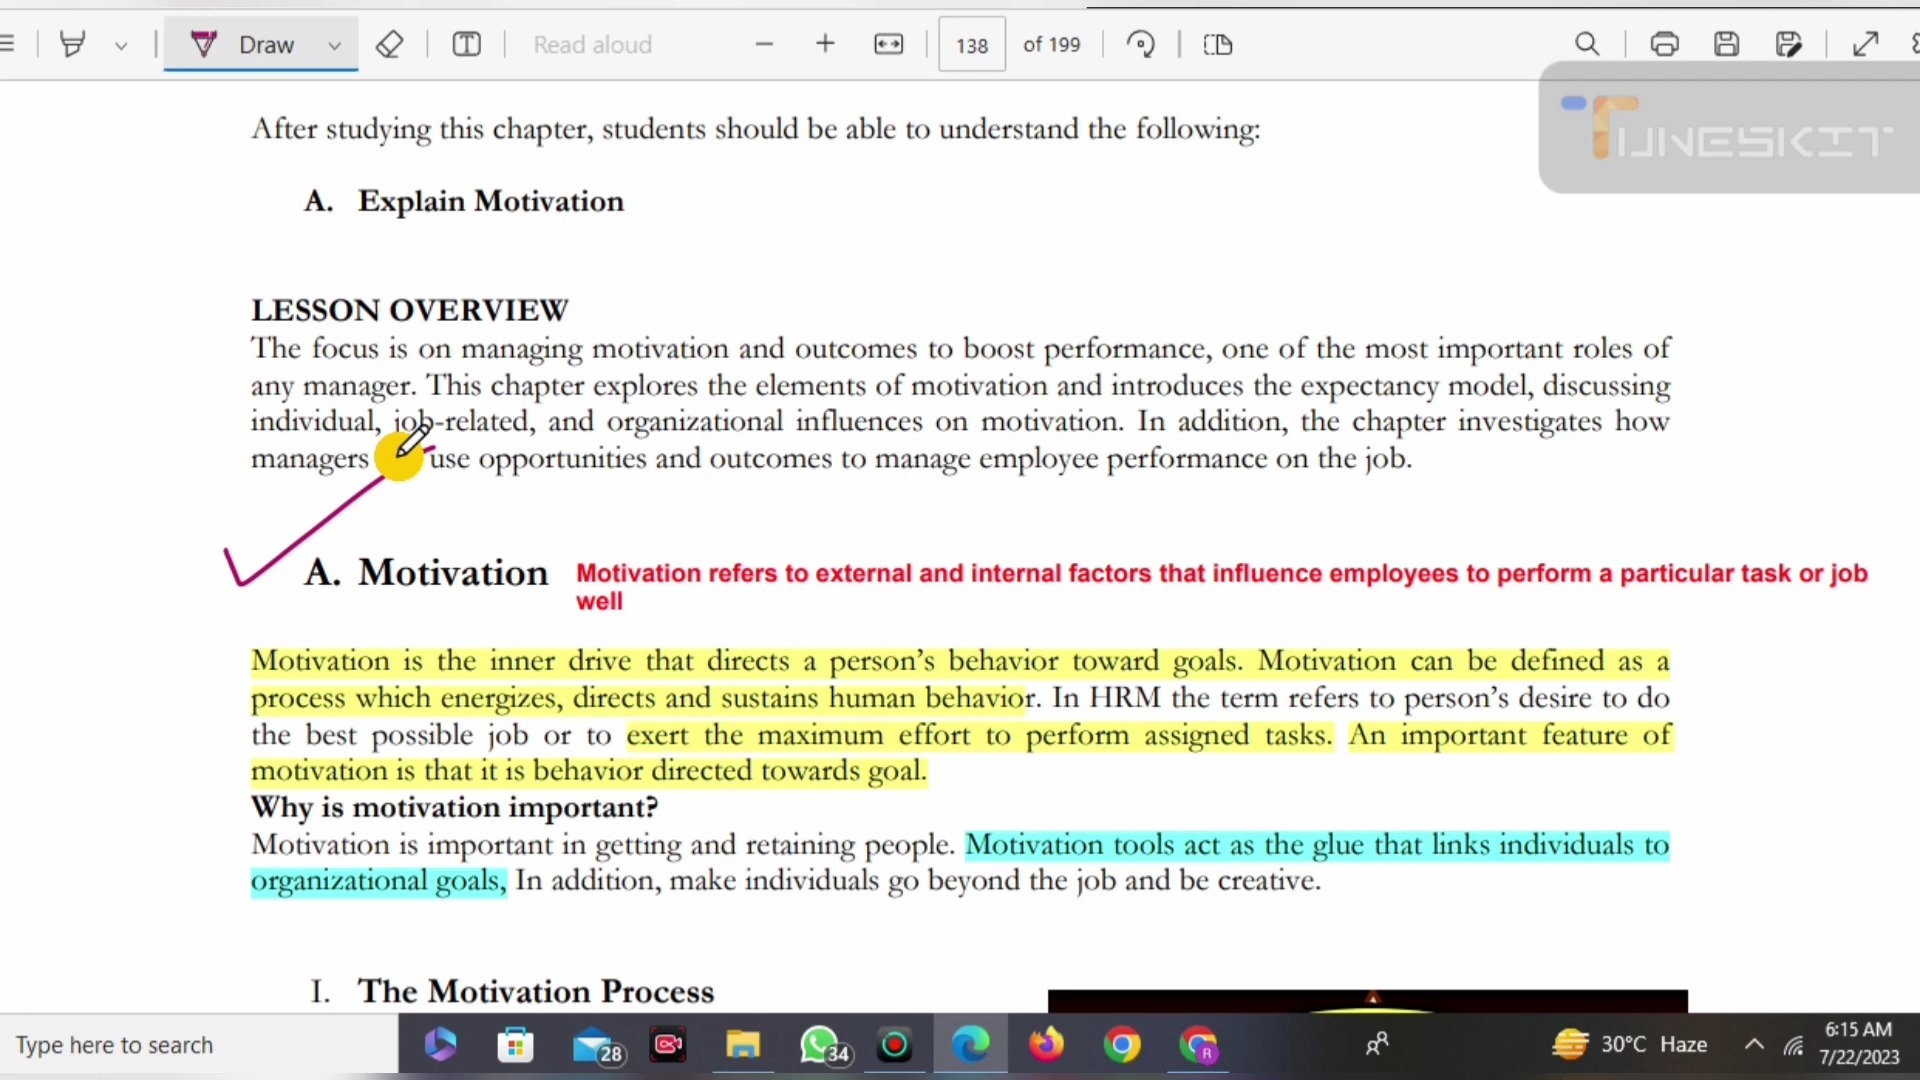 Draw
Read aloud
138 of 199
TUNESKIT
After studying this chapter, students should be able to understand the following:
A. Explain Motivation
LESSON OVERVIEW
The focus is on managing motivation and outcomes to boost performance, one of the most important roles of
any manager. This chapter explores the elements of motivation and introduces the expectancy model, discussing
individual, job-related, and organizational influences on motivation. In addition, the chapter investigates how
managers use opportunities and outcomes to manage employee performance on the job.
A. Motivation Motivation refers to external and internal factors that influence employees to perform a particular task or job
well
Motivation is the inner drive that directs a person's behavior toward goals. Motivation can be defined as a
process which energizes, directs and sustains human behavior. In HRM the term refers to person's desire to do
the best possible job or to exert the maximum effort to perform assigned tasks. An important feature of
motivation is that it is behavior directed towards goal.
Why is motivation important?
Motivation is important in getting and retaining people. Motivation tools act as the glue that links individuals to
organizational goals, In addition, make individuals go beyond the job and be creative.
I. The Motivation Process
Type here to search
28
34
R
30°C Haze
6:15 AM
7/22/2023